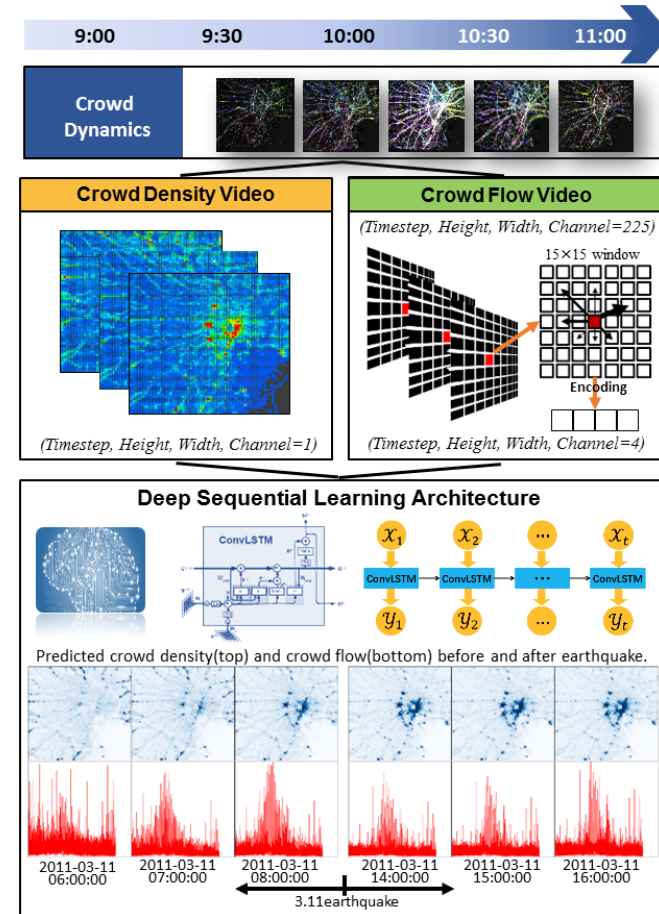 9:00 9:30 10:00 10:30 11:00
Crowd
Dynamics
Crowd Density Video
(Timestep, Height, Width, Channel=1)
Crowd Flow Video
(Timestep, Height, Width, Channel=225)
15×15 window
Encoding
(Timestep, Height, Width, Channel=4)
Deep Sequential Learning Architecture
ConvLSTM
𝒳1 𝒳2 ... 𝒳t
ConvLSTM ConvLSTM ... ConvLSTM
𝒴1 𝒴2 ... 𝒴t
Predicted crowd density(top) and crowd flow(bottom) before and after earthquake.
2011-03-11 2011-03-11 2011-03-11 2011-03-11 2011-03-11 2011-03-11
06:00:00 07:00:00 08:00:00 14:00:00 15:00:00 16:00:00
3.11earthquake